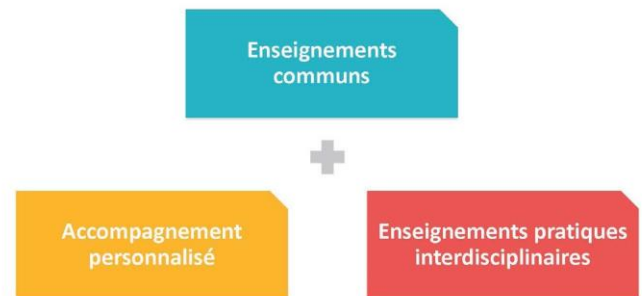 Enseignements
communs
Accompagnement
personnalisé
Enseignements pratiques
interdisciplinaires